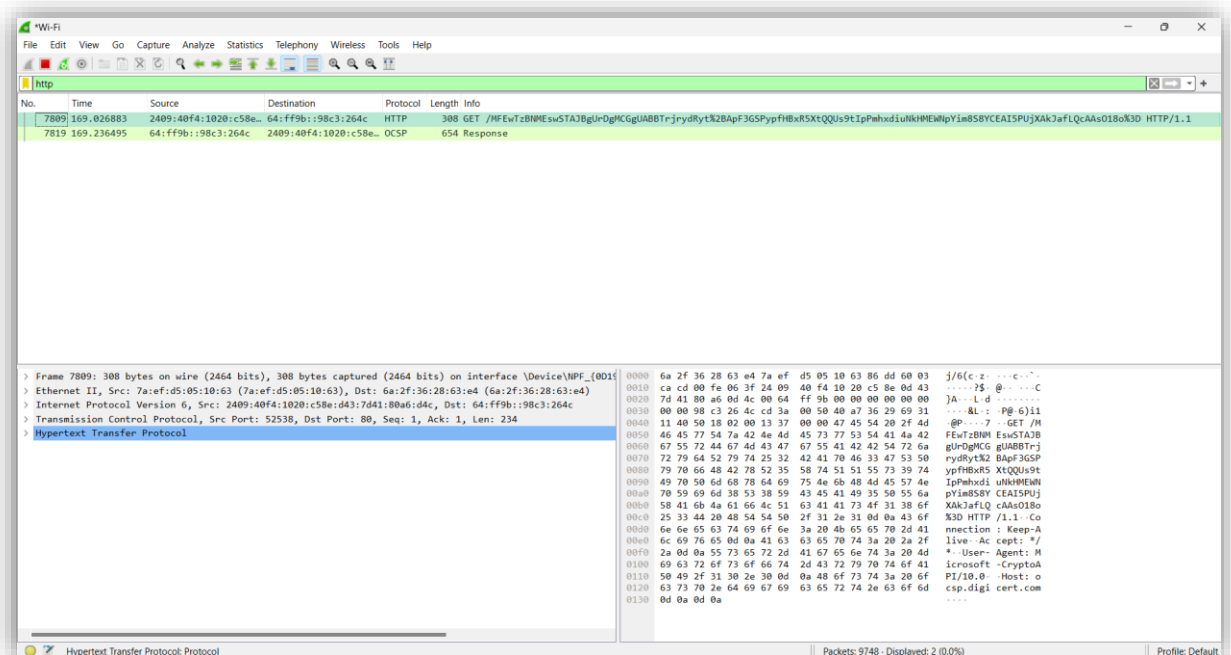 *Wi-Fi
File Edit View Go Capture Analyze Statistics Telephony Wireless Tools Help
http
No. Time Source Destination Protocol Length Info
7809 169.026883 2409:40f4:1020:c58e… 64:ff9b::98c3:264c HTTP 308 GET /MFEwTzBNMEswSTAJBgUrDgMCGgUABBTrjrydRyt%2BApF3GSPypfHBxR5XtQQUs9tIpPmhxdiuNkHMEWNpYim8S8YCEAI5PUjXAkJafLQcAAsO18o%3D HTTP/1.1
7819 169.236495 64:ff9b::98c3:264c 2409:40f4:1020:c58e… OCSP 654 Response
> Frame 7809: 308 bytes on wire (2464 bits), 308 bytes captured (2464 bits) on interface \Device\NPF_{0D19
> Ethernet II, Src: 7a:ef:d5:05:10:63 (7a:ef:d5:05:10:63), Dst: 6a:2f:36:28:63:e4 (6a:2f:36:28:63:e4)
> Internet Protocol Version 6, Src: 2409:40f4:1020:c58e:d43:7d41:80a6:d4c, Dst: 64:ff9b::98c3:264c
> Transmission Control Protocol, Src Port: 52538, Dst Port: 80, Seq: 1, Ack: 1, Len: 234
> Hypertext Transfer Protocol
0000 6a 2f 36 28 63 e4 7a ef d5 05 10 63 86 dd 60 03 j/6(c·z· ···c··`·
0010 ca cd 00 fe 06 3f 24 09 40 f4 10 20 c5 8e 0d 43 ·····?$· @·· ···C
0020 7d 41 80 a6 0d 4c 00 64 ff 9b 00 00 00 00 00 00 }A···L·d ········
0030 00 00 98 c3 26 4c cd 3a 00 50 40 a7 36 29 69 31 ····&L·: ·P@·6)i1
0040 11 40 50 18 02 00 13 37 00 00 47 45 54 20 2f 4d ·@P····7 ··GET /M
0050 46 45 77 54 7a 42 4e 4d 45 73 77 53 54 41 4a 42 FEwTzBNM EswSTAJB
0060 67 55 72 44 67 4d 43 47 67 55 41 42 42 54 72 6a gUrDgMCG gUABBTrj
0070 72 79 64 52 79 74 25 32 42 41 70 46 33 47 53 50 rydRyt%2 BApF3GSP
0080 79 70 66 48 42 78 52 35 58 74 51 51 55 73 39 74 ypfHBxR5 XtQQUs9t
0090 49 70 50 6d 68 78 64 69 75 4e 6b 48 4d 45 57 4e IpPmhxdi uNkHMEWN
00a0 70 59 69 6d 38 53 38 59 43 45 41 49 35 50 55 6a pYim8S8Y CEAI5PUj
00b0 58 41 6b 4a 61 66 4c 51 63 41 41 73 4f 31 38 6f XAkJafLQ cAAsO18o
00c0 25 33 44 20 48 54 54 50 2f 31 2e 31 0d 0a 43 6f %3D HTTP /1.1··Co
00d0 6e 6e 65 63 74 69 6f 6e 3a 20 4b 65 65 70 2d 41 nnection : Keep-A
00e0 6c 69 76 65 0d 0a 41 63 63 65 70 74 3a 20 2a 2f live··Ac cept: */
00f0 2a 0d 0a 55 73 65 72 2d 41 67 65 6e 74 3a 20 4d *··User- Agent: M
0100 69 63 72 6f 73 6f 66 74 2d 43 72 79 70 74 6f 41 icrosoft -CryptoA
0110 50 49 2f 31 30 2e 30 0d 0a 48 6f 73 74 3a 20 6f PI/10.0· ·Host: o
0120 63 73 70 2e 64 69 67 69 63 65 72 74 2e 63 6f 6d csp.digi cert.com
0130 0d 0a 0d 0a ····
Hypertext Transfer Protocol: Protocol Packets: 9748 · Displayed: 2 (0.0%) Profile: Default